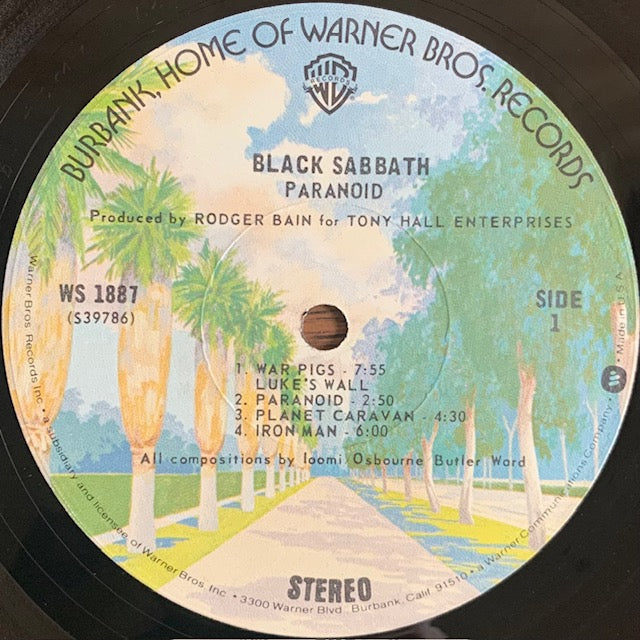 BURBANK, HOME OF WARNER BROS. RECORDS
RECORDS
BLACK SABBATH
PARANOID
Produced by RODGER BAIN for TONY HALL ENTERPRISES
WS 1887
(S39786)
SIDE
1
1. WAR PIGS - 7:55
LUKE'S WALL
2. PARANOID - 2:50
3. PLANET CARAVAN - 4:30
4. IRON MAN - 6:00
All compositions by Ioomi Osbourne Butler Ward
STEREO
Warner Bros. Records Inc. • a subsidiary and licensee of Warner Bros. Inc. • 3300 Warner Blvd. Burbank, Calif. 91510 • a Warner Communications Company • Made in U.S.A.